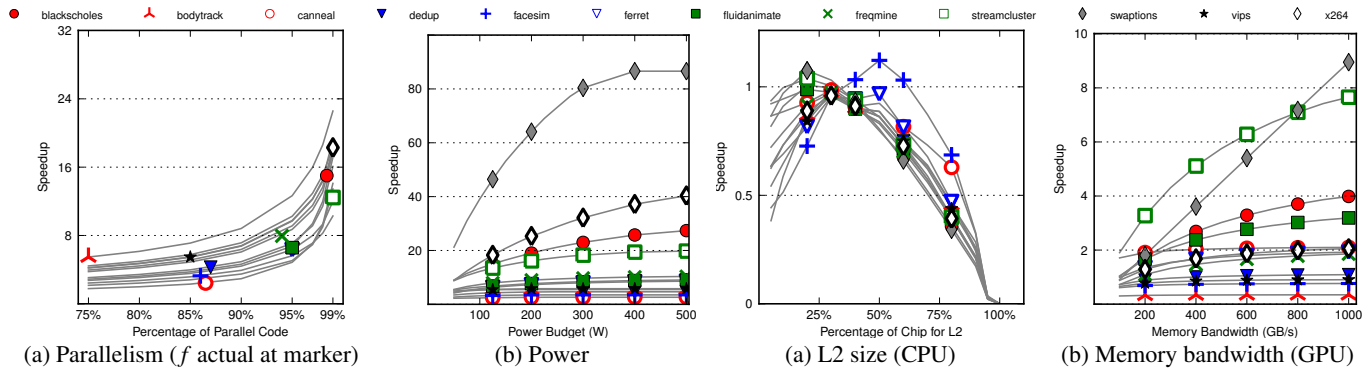 blackscholes bodytrack canneal dedup facesim ferret fluidanimate freqmine streamcluster swaptions vips x264
32
24
16
8
Speedup
75% 80% 85% 90% 95% 99%
Percentage of Parallel Code
(a) Parallelism (f actual at marker)
80
60
40
20
Speedup
100 200 300 400 500
Power Budget (W)
(b) Power
1
0.5
0
Speedup
25% 50% 75% 100%
Percentage of Chip for L2
(a) L2 size (CPU)
10
8
6
4
2
0
Speedup
200 400 600 800 1000
Memory Bandwidth (GB/s)
(b) Memory bandwidth (GPU)